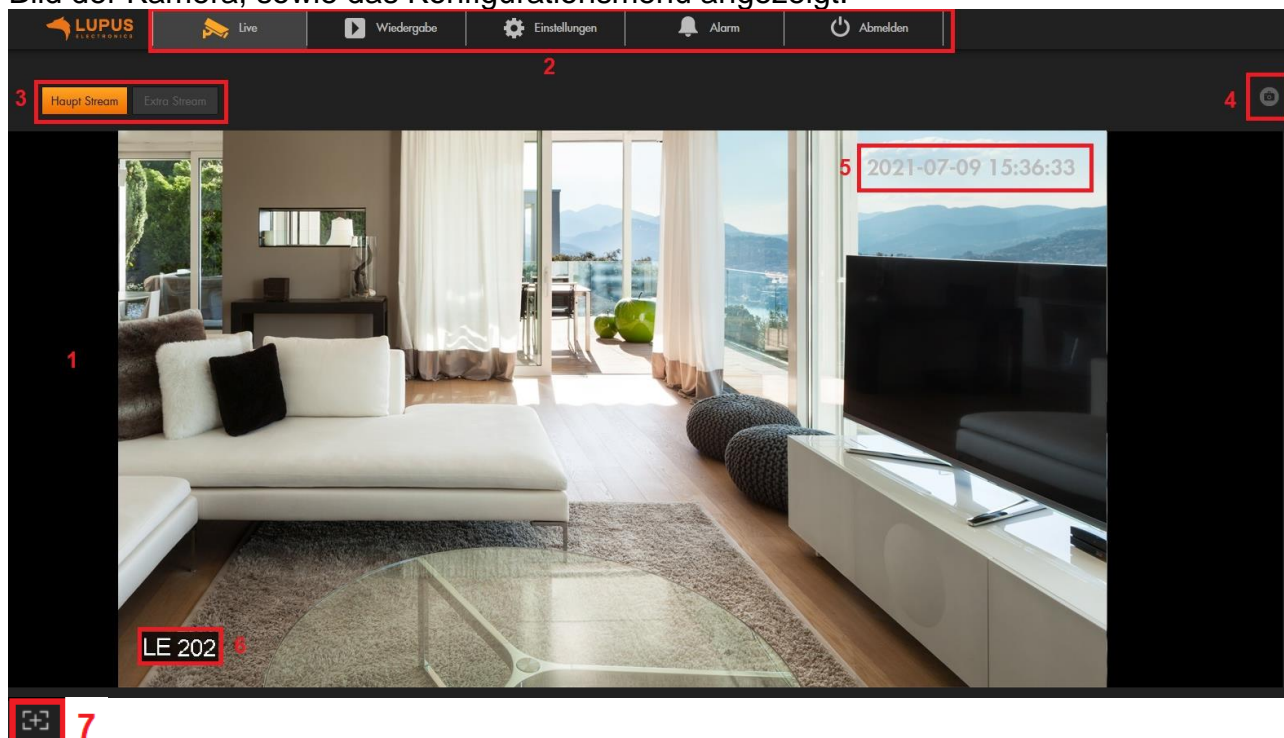 Bild der Kamera, sowie das Konfigurationsmenü angezeigt:
LUPUS
ELECTRONICS
Live
Wiedergabe
Einstellungen
Alarm
Abmelden
2
3
Haupt Stream
Extra Stream
4
5
2021-07-09 15:36:33
1
LE 202
6
7